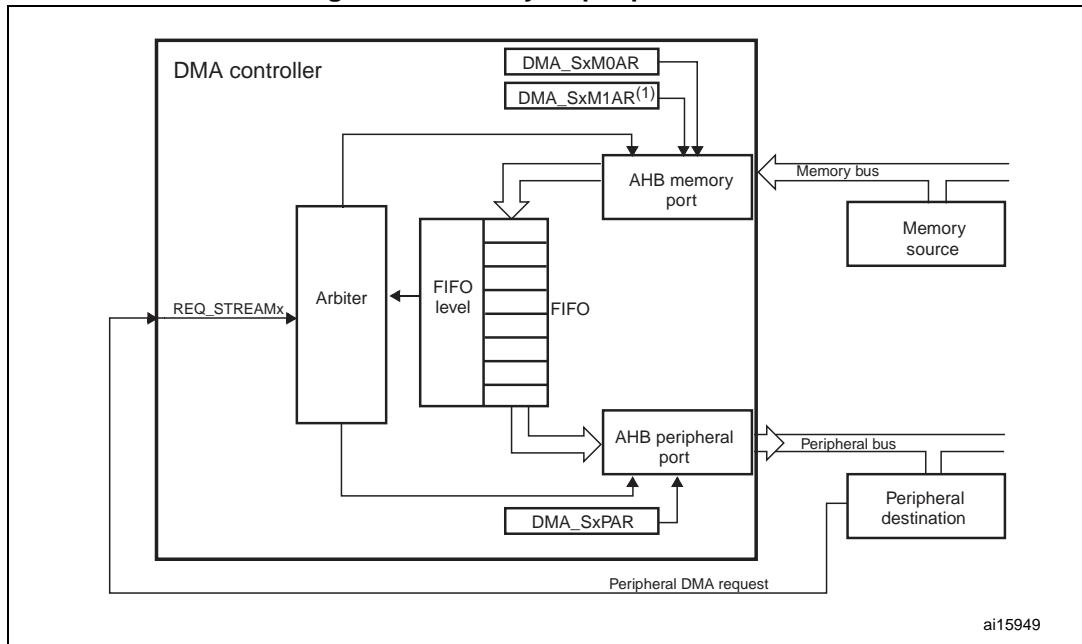 DMA controller
DMA_SxM0AR
DMA_SxM1AR(1)
AHB memory
port
Memory bus
Memory
source
Arbiter
FIFO
level
FIFO
REQ_STREAMx
AHB peripheral
port
Peripheral bus
DMA_SxPAR
Peripheral
destination
Peripheral DMA request
ai15949